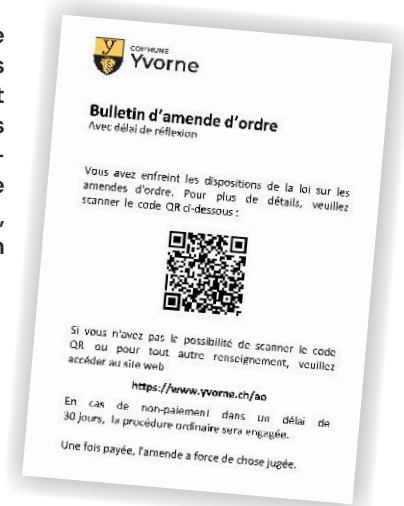 e
s
t
s
-
e
,
n
COMMUNE
Yvorne
Bulletin d'amende d'ordre
Avec délai de réflexion
Vous avez enfreint les dispositions de la loi sur les
amendes d'ordre. Pour plus de détails, veuillez
scanner le code QR ci-dessous :
Si vous n'avez pas le possibilité de scanner le code
QR ou pour tout autre renseignement, veuillez
accéder au site web
https://www.yvorne.ch/ao
En cas de non-paiement dans un délai de
30 jours, la procédure ordinaire sera engagée.
Une fois payée, l'amende a force de chose jugée.